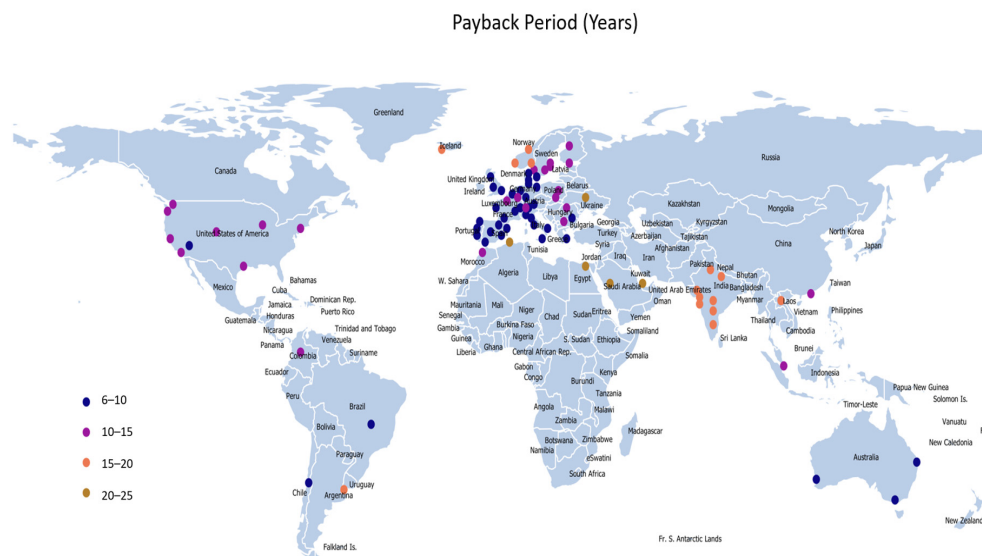 Payback Period (Years)
Greenland
Iceland
Norway
Sweden
Russia
Canada
United Kingdom
Denmark
Latvia
Ireland
Belarus
Poland
Ukraine
Kazakhstan
Mongolia
France
Hungary
United States of America
Portugal
Bulgaria
Georgia
Uzbekistan
Kyrgyzstan
North Korea
Greece
Turkey
Azerbaijan
Tajikistan
China
Japan
Tunisia
Syria
Afghanistan
Morocco
Jordan
Iraq
Iran
Pakistan
Nepal
Algeria
Libya
Egypt
Kuwait
Bhutan
Bahamas
W. Sahara
Saudi Arabia
United Arab Emirates
India
Bangladesh
Taiwan
Mexico
Cuba
Oman
Myanmar
Laos
Dominican Rep.
Jamaica
Puerto Rico
Mauritania
Mali
Niger
Sudan
Eritrea
Yemen
Vietnam
Philippines
Guatemala
Honduras
Senegal
Chad
Thailand
Nicaragua
Trinidad and Tobago
Gambia
Burkina Faso
Somaliland
Cambodia
Panama
Venezuela
Guinea
Nigeria
S. Sudan
Ethiopia
Sri Lanka
Colombia
Suriname
Liberia
Ghana
Central African Rep.
Somalia
Brunei
Ecuador
Gabon
Kenya
Indonesia
Congo
Burundi
Papua New Guinea
Peru
Tanzania
Solomon Is.
6–10
Brazil
Angola
Malawi
Timor-Leste
Zambia
Vanuatu
Bolivia
Madagascar
10–15
Botswana
Zimbabwe
New Caledonia
Namibia
Paraguay
eSwatini
Australia
15–20
South Africa
Uruguay
Chile
Argentina
20–25
New Zealand
Fr. S. Antarctic Lands
Falkland Is.